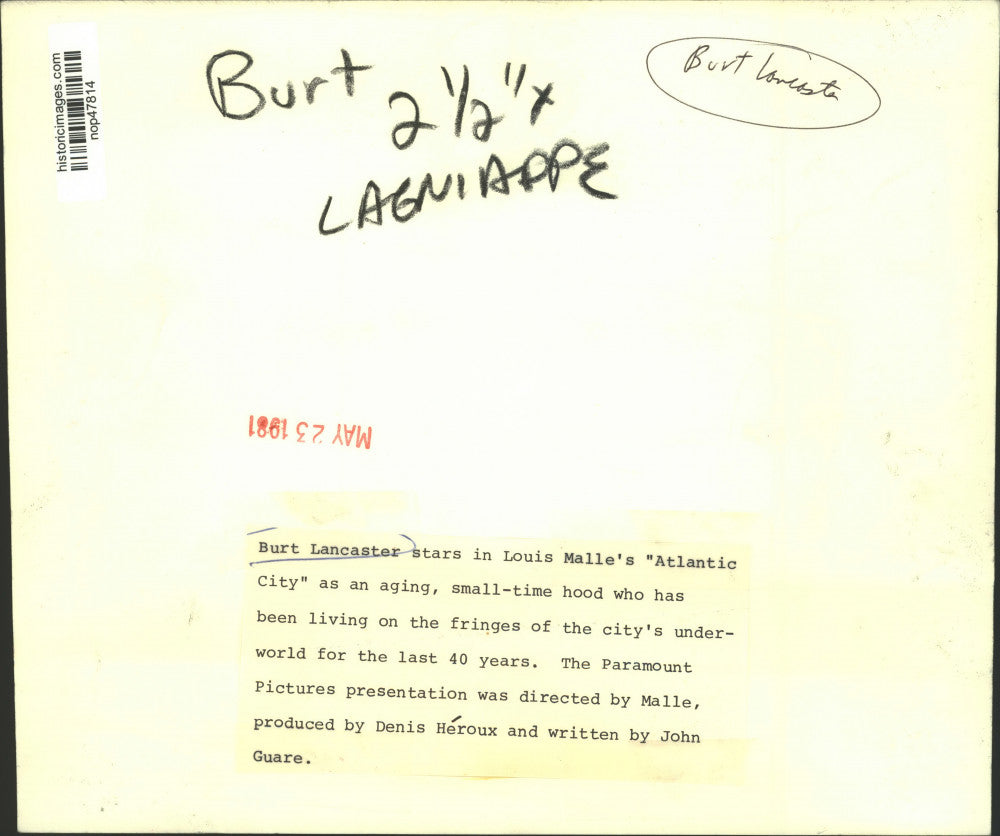 historicimages.com
nop47814
Burt
2 1/2" x
LAGNIAPPE
Burt Lancaster
MAY 23 1981
Burt Lancaster stars in Louis Malle's "Atlantic
City" as an aging, small-time hood who has
been living on the fringes of the city's under-
world for the last 40 years. The Paramount
Pictures presentation was directed by Malle,
produced by Denis Héroux and written by John
Guare.